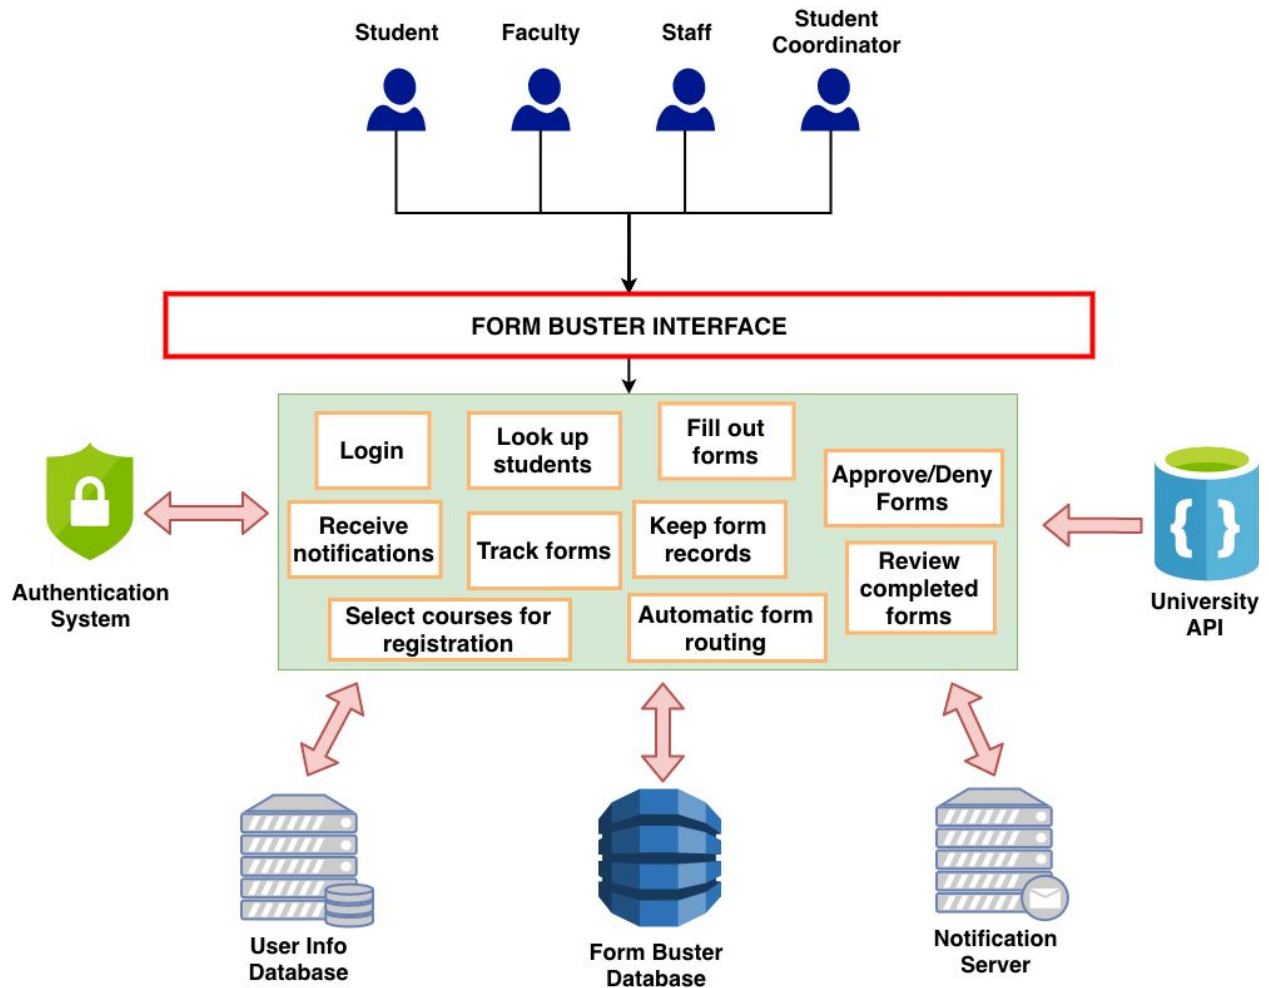 Student
Faculty
Staff
Student
Coordinator
FORM BUSTER INTERFACE
Login
Look up
students
Fill out
forms
Approve/Deny
Forms
Receive
notifications
Track forms
Keep form
records
Review
completed
forms
Select courses for
registration
Automatic form
routing
Authentication
System
{ }
University
API
User Info
Database
Form Buster
Database
Notification
Server